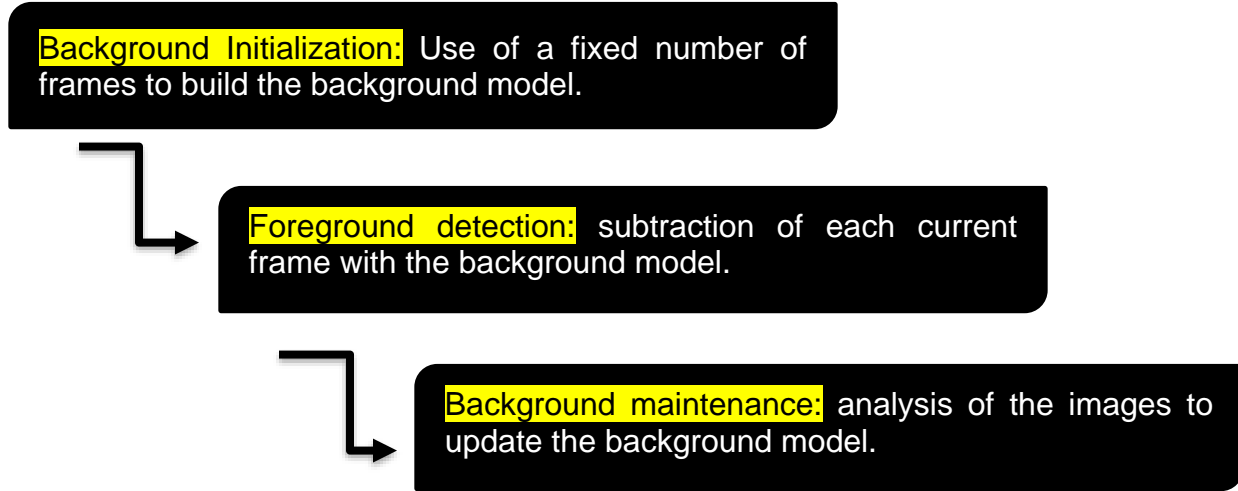 Background Initialization: Use of a fixed number of
frames to build the background model.
Foreground detection: subtraction of each current
frame with the background model.
Background maintenance: analysis of the images to
update the background model.